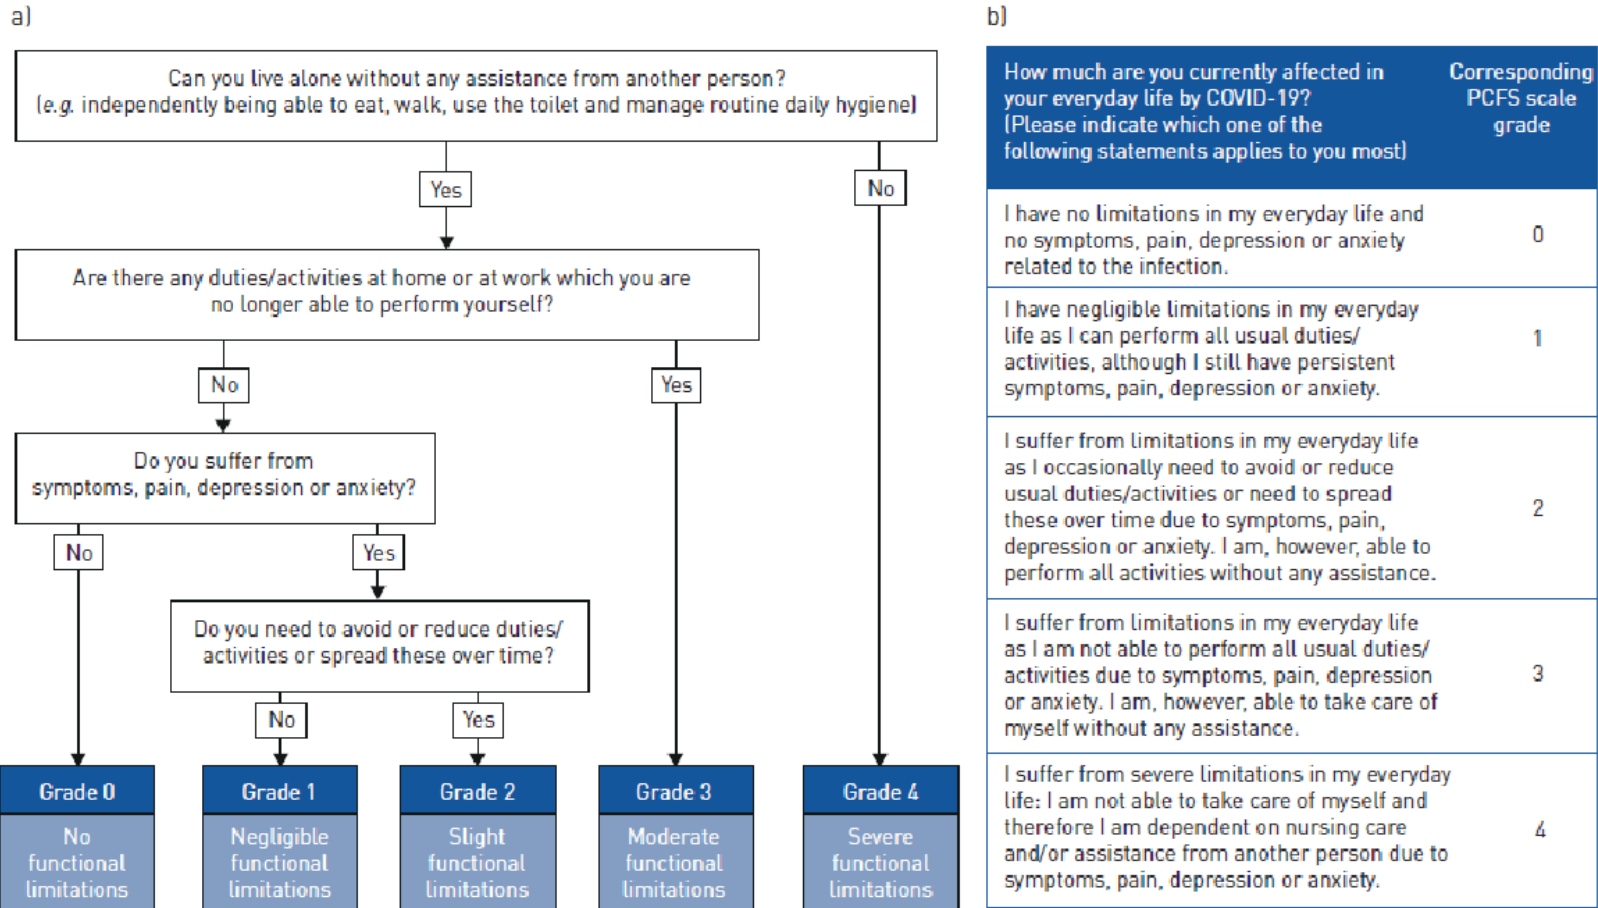 a)
Can you live alone without any assistance from another person?
(e.g. independently being able to eat, walk, use the toilet and manage routine daily hygiene)
Yes
No
Are there any duties/activities at home or at work which you are
no longer able to perform yourself?
No
Yes
Do you suffer from
symptoms, pain, depression or anxiety?
No
Yes
Do you need to avoid or reduce duties/
activities or spread these over time?
No
Yes
Grade 0
No
functional
limitations
Grade 1
Negligible
functional
limitations
Grade 2
Slight
functional
limitations
Grade 3
Moderate
functional
limitations
Grade 4
Severe
functional
limitations
b)
How much are you currently affected in
your everyday life by COVID-19?
(Please indicate which one of the
following statements applies to you most)
Corresponding
PCFS scale
grade
I have no limitations in my everyday life and
no symptoms, pain, depression or anxiety
related to the infection.
0
I have negligible limitations in my everyday
life as I can perform all usual duties/
activities, although I still have persistent
symptoms, pain, depression or anxiety.
1
I suffer from limitations in my everyday life
as I occasionally need to avoid or reduce
usual duties/activities or need to spread
these over time due to symptoms, pain,
depression or anxiety. I am, however, able to
perform all activities without any assistance.
2
I suffer from limitations in my everyday life
as I am not able to perform all usual duties/
activities due to symptoms, pain, depression
or anxiety. I am, however, able to take care of
myself without any assistance.
3
I suffer from severe limitations in my everyday
life: I am not able to take care of myself and
therefore I am dependent on nursing care
and/or assistance from another person due to
symptoms, pain, depression or anxiety.
4